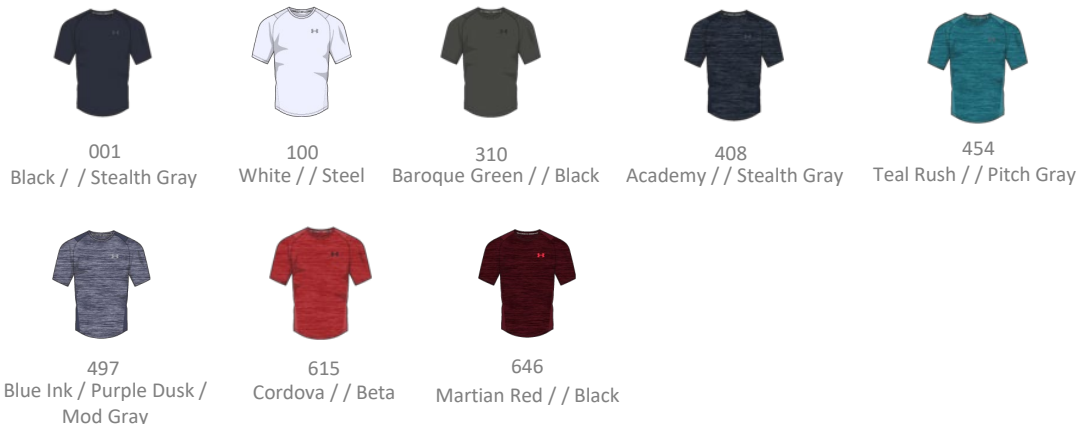 001
Black / / Stealth Gray
100
White / / Steel
310
Baroque Green / / Black
408
Academy / / Stealth Gray
454
Teal Rush / / Pitch Gray
497
Blue Ink / Purple Dusk /
Mod Gray
615
Cordova / / Beta
646
Martian Red / / Black